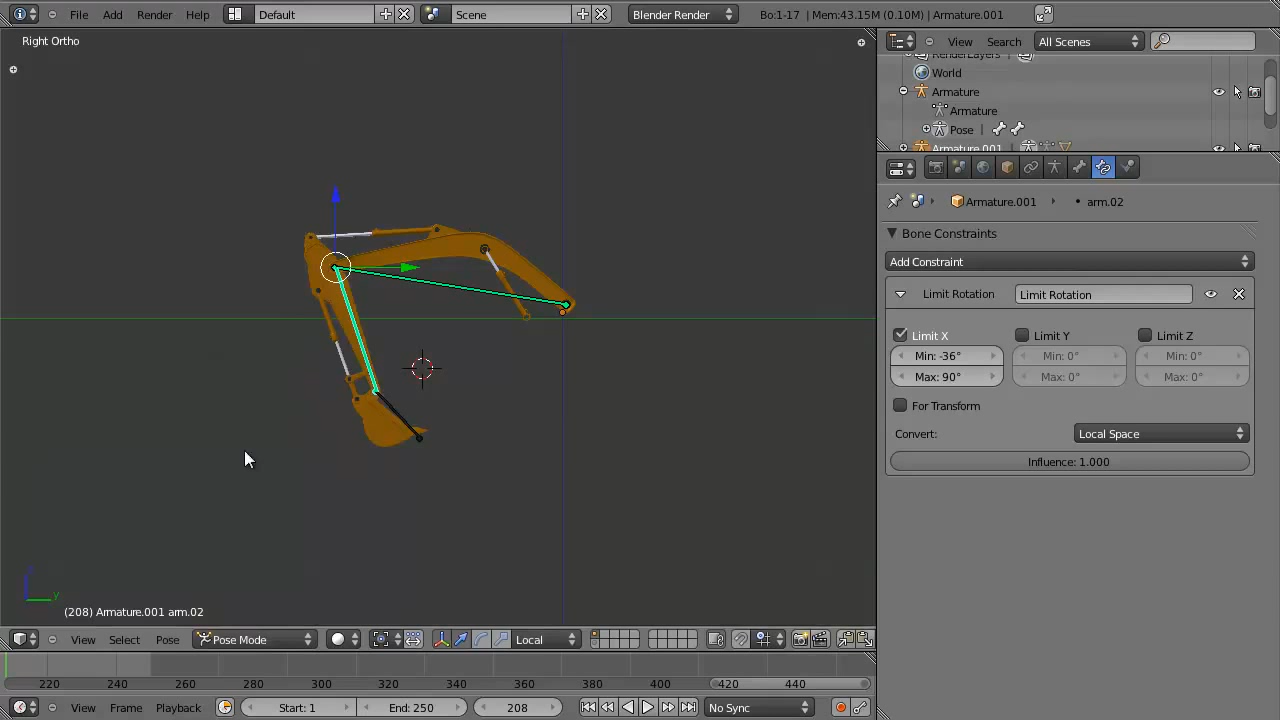 File Add Render Help Default Scene Blender Render Bo:1-17 | Mem:43.15M (0.10M) | Armature.001
Right Ortho
View Search All Scenes
RenderLayers |
World
Armature
Armature
Pose |
Armature.001 |
Armature.001 arm.02
Bone Constraints
Add Constraint
Limit Rotation Limit Rotation
Limit X Limit Y Limit Z
Min: -36° Min: 0° Min: 0°
Max: 90° Max: 0° Max: 0°
For Transform
Convert: Local Space
Influence: 1.000
z
y
(208) Armature.001 arm.02
View Select Pose Pose Mode Local
220 240 260 280 300 320 340 360 380 400 420 440
View Frame Playback Start: 1 End: 250 208 No Sync